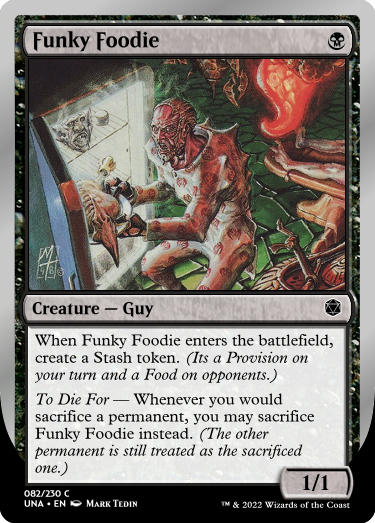 Funky Foodie
Creature — Guy
When Funky Foodie enters the battlefield,
create a Stash token. (Its a Provision on
your turn and a Food on opponents.)
To Die For — Whenever you would
sacrifice a permanent, you may sacrifice
Funky Foodie instead. (The other
permanent is still treated as the sacrificed
one.)
1/1
082/230 C
UNA • EN Mark Tedin
™ & © 2022 Wizards of the Coast